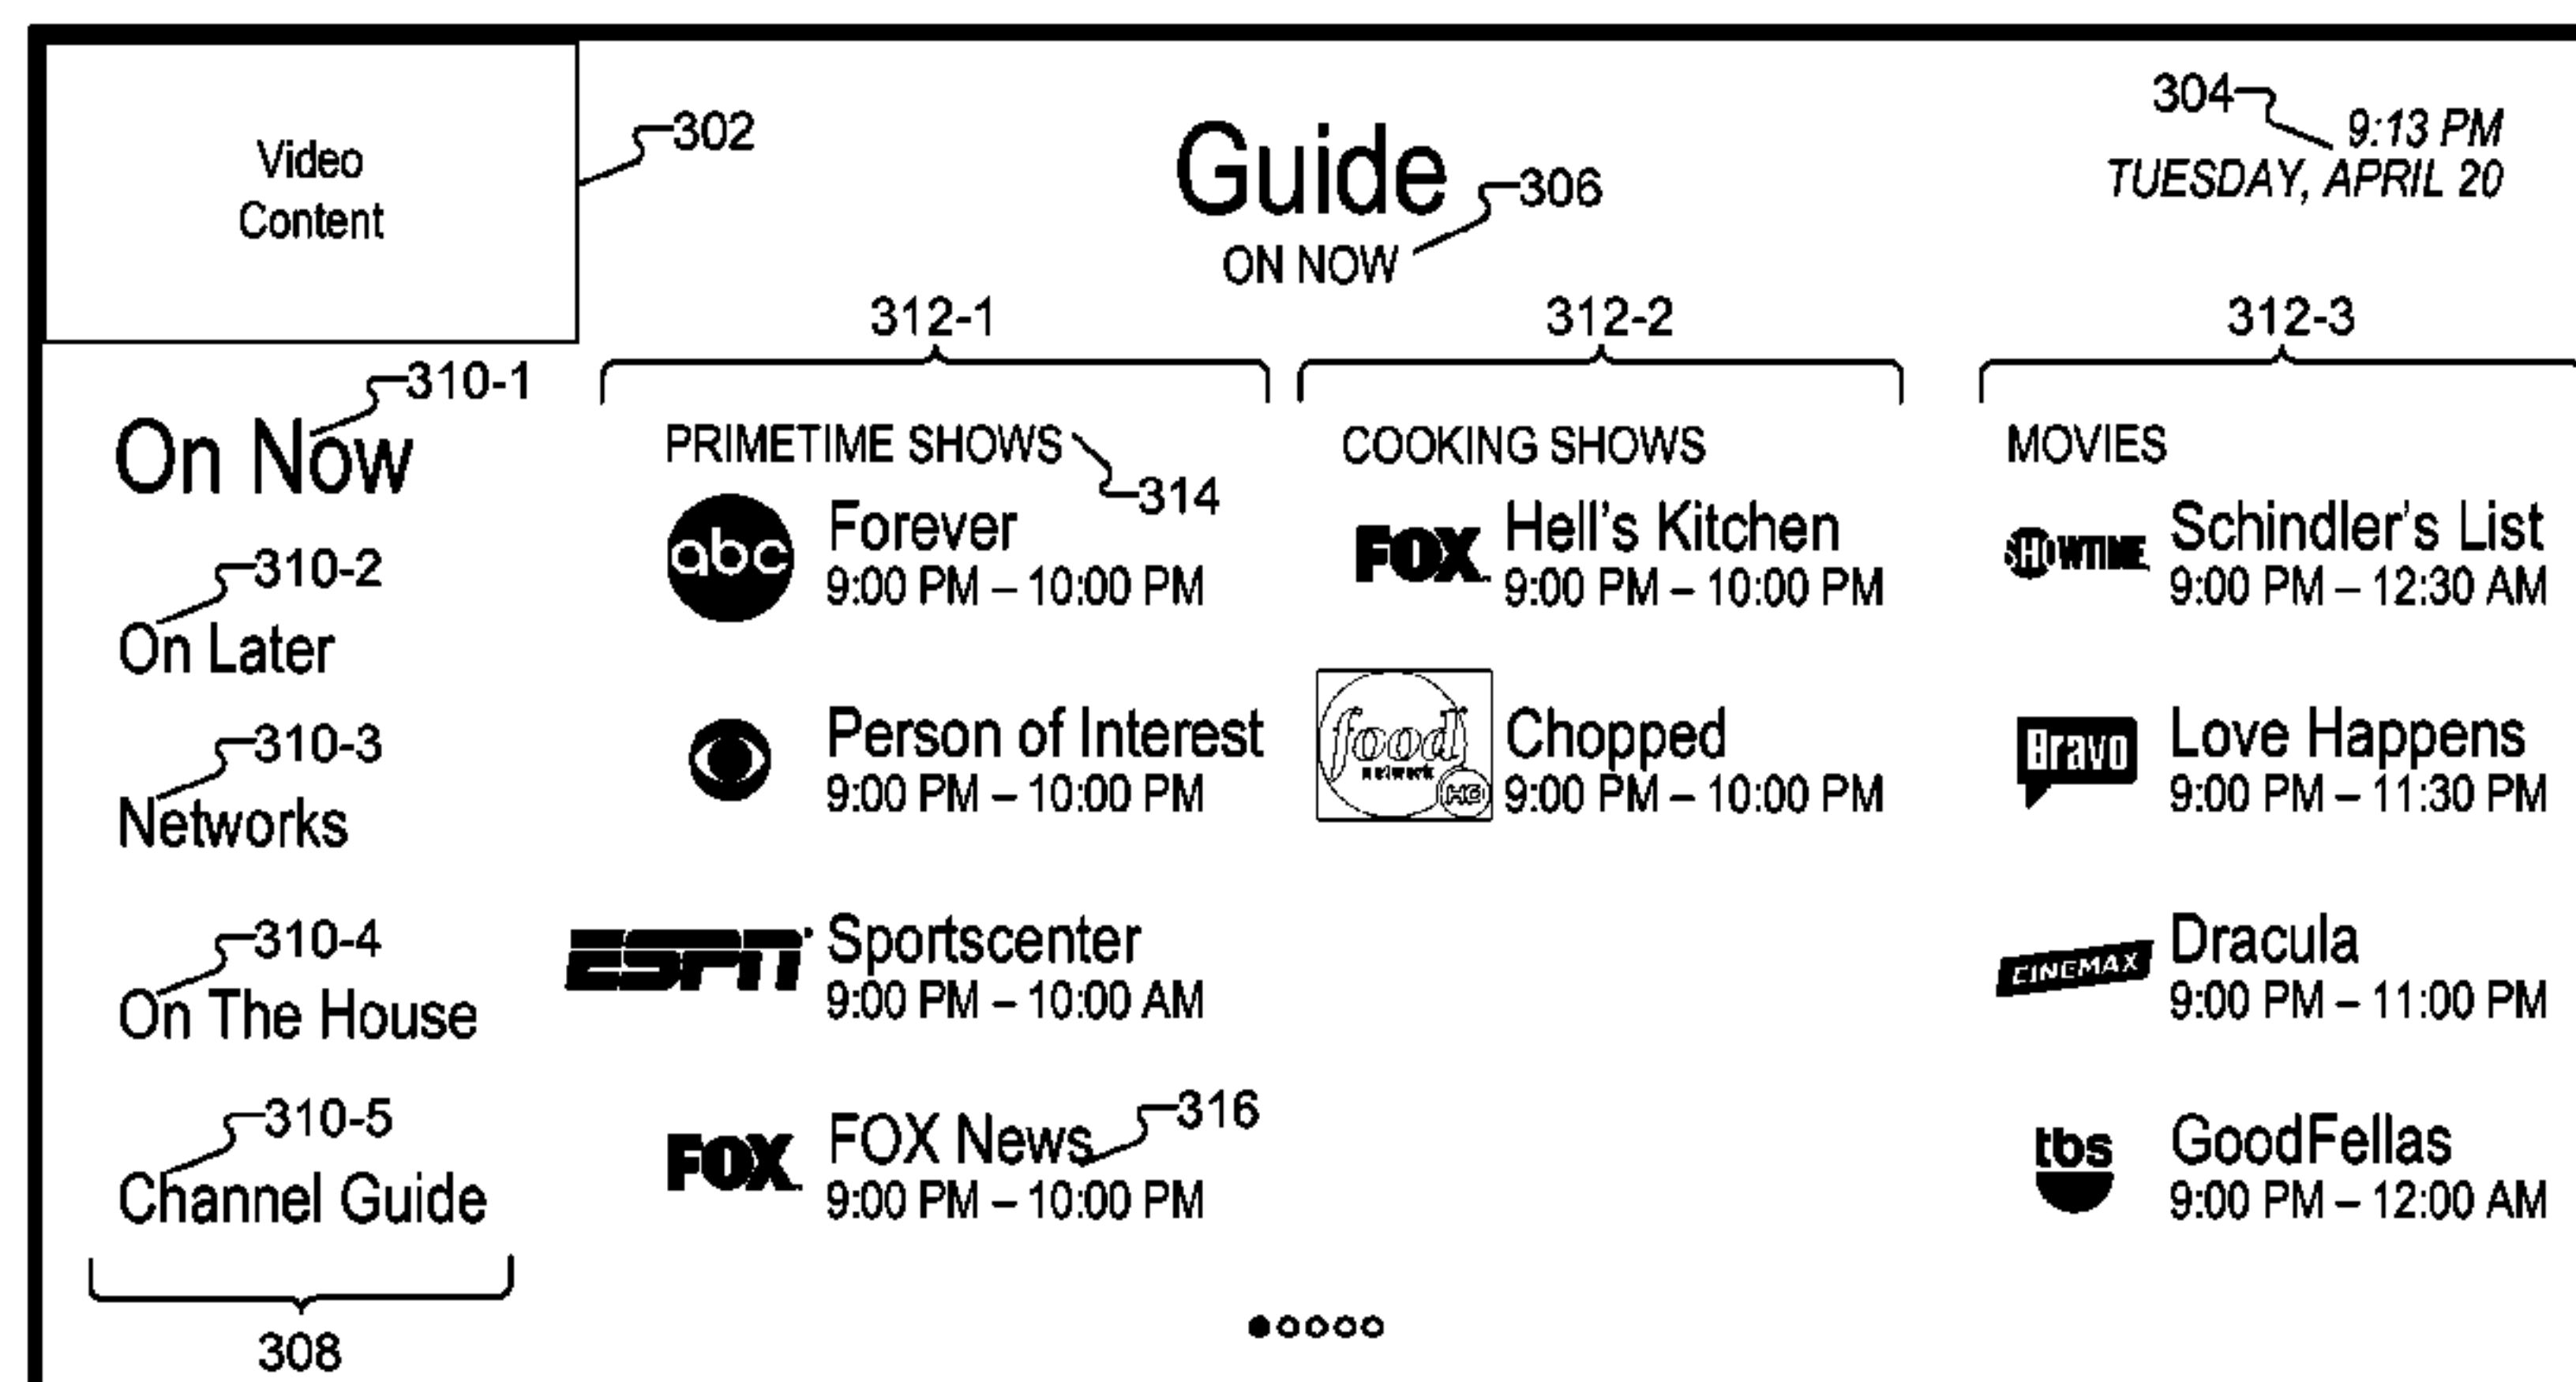 Video
Content
302
Guide
306
ON NOW
304
9:13 PM
TUESDAY, APRIL 20
310-1
On Now
310-2
On Later
310-3
Networks
310-4
On The House
310-5
Channel Guide
308
312-1
PRIMETIME SHOWS
314
abc
Forever
9:00 PM – 10:00 PM
Person of Interest
9:00 PM – 10:00 PM
ESPN
Sportscenter
9:00 PM – 10:00 AM
FOX
FOX News
316
9:00 PM – 10:00 PM
312-2
COOKING SHOWS
FOX
Hell's Kitchen
9:00 PM – 10:00 PM
food
network
HD
Chopped
9:00 PM – 10:00 PM
312-3
MOVIES
SHOWTIME
Schindler's List
9:00 PM – 12:30 AM
Bravo
Love Happens
9:00 PM – 11:30 PM
CINEMAX
Dracula
9:00 PM – 11:00 PM
tbs
GoodFellas
9:00 PM – 12:00 AM